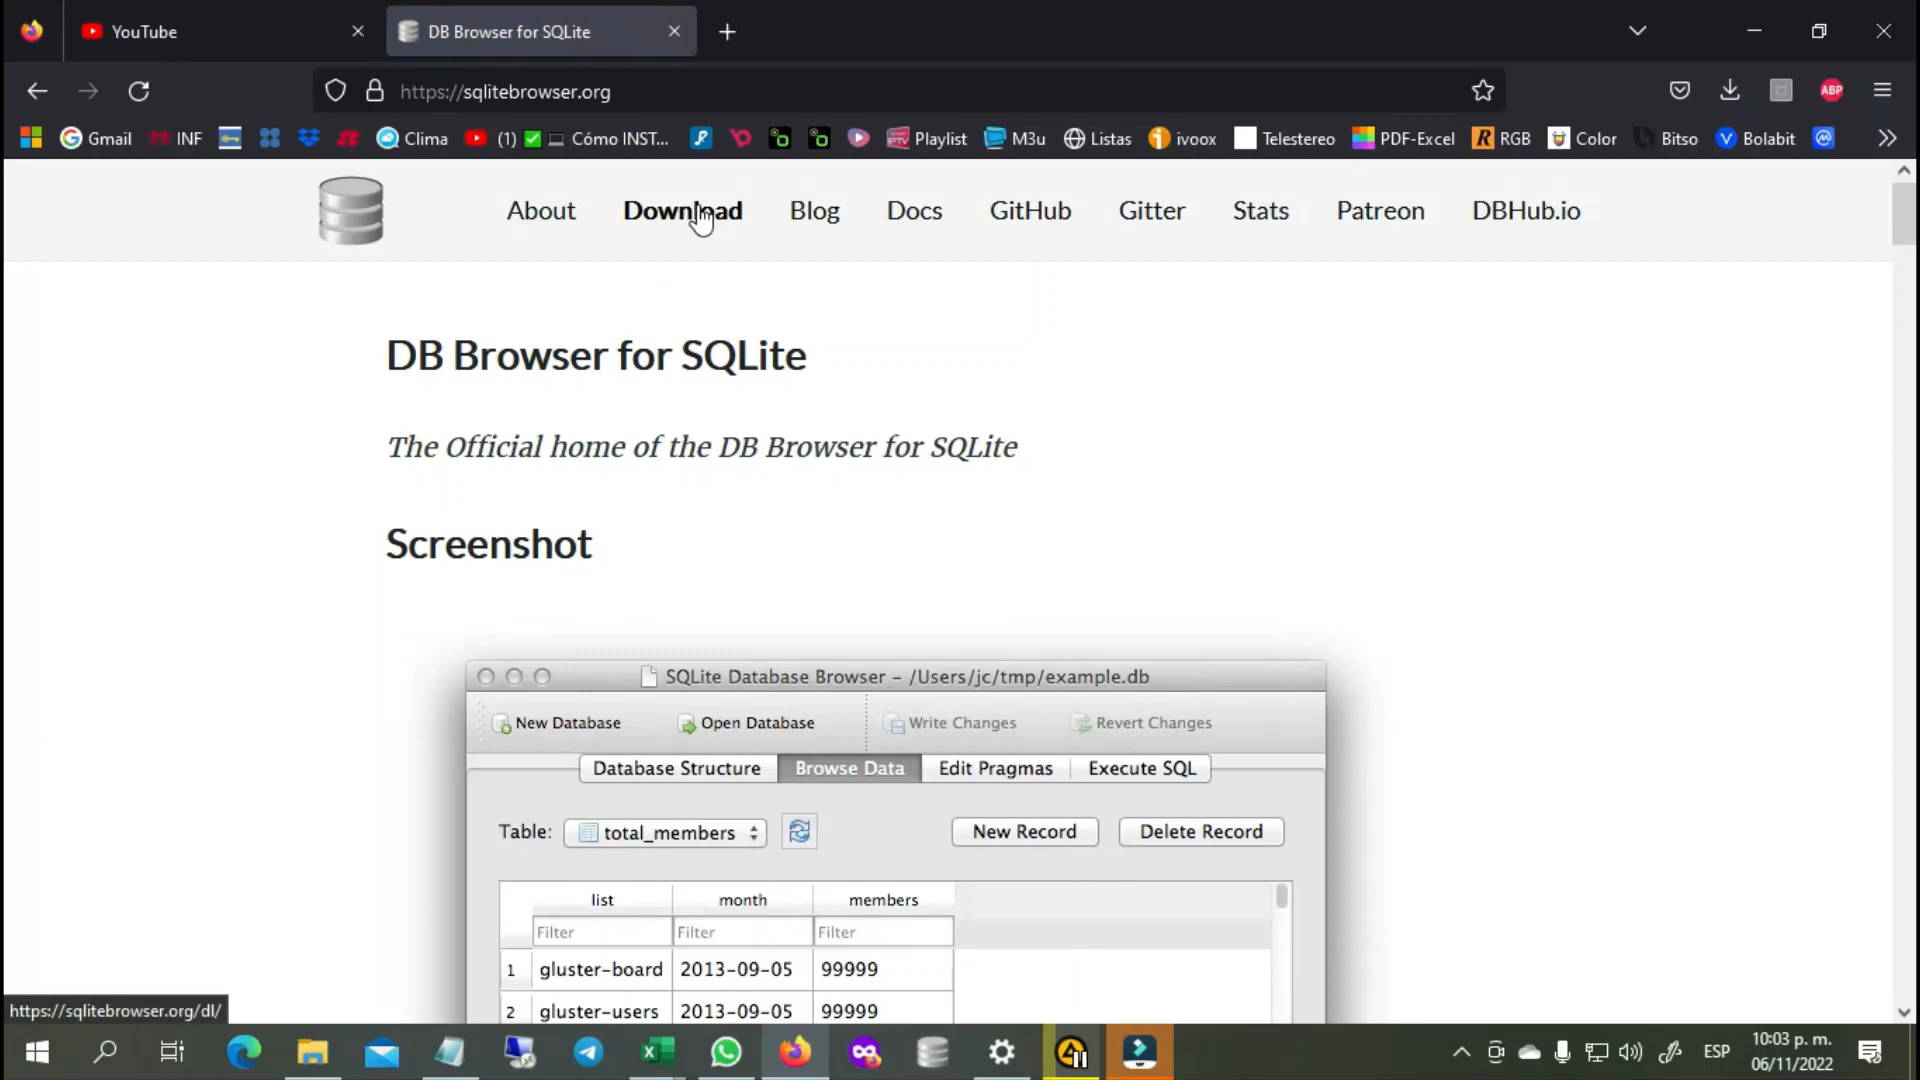 YouTube
DB Browser for SQLite
https://sqlitebrowser.org
ABP
Gmail INF Clima (1) Cómo INST... Playlist M3u Listas ivoox Telestereo PDF-Excel RGB Color Bitso Bolabit
About Download Blog Docs GitHub Gitter Stats Patreon DBHub.io
DB Browser for SQLite
The Official home of the DB Browser for SQLite
Screenshot
SQLite Database Browser – /Users/jc/tmp/example.db
New Database Open Database Write Changes Revert Changes
Database Structure Browse Data Edit Pragmas Execute SQL
Table: total_members New Record Delete Record
list month members
Filter Filter Filter
1 gluster-board 2013-09-05 99999
2 gluster-users 2013-09-05 99999
https://sqlitebrowser.org/dl/
ESP
10:03 p. m.
06/11/2022